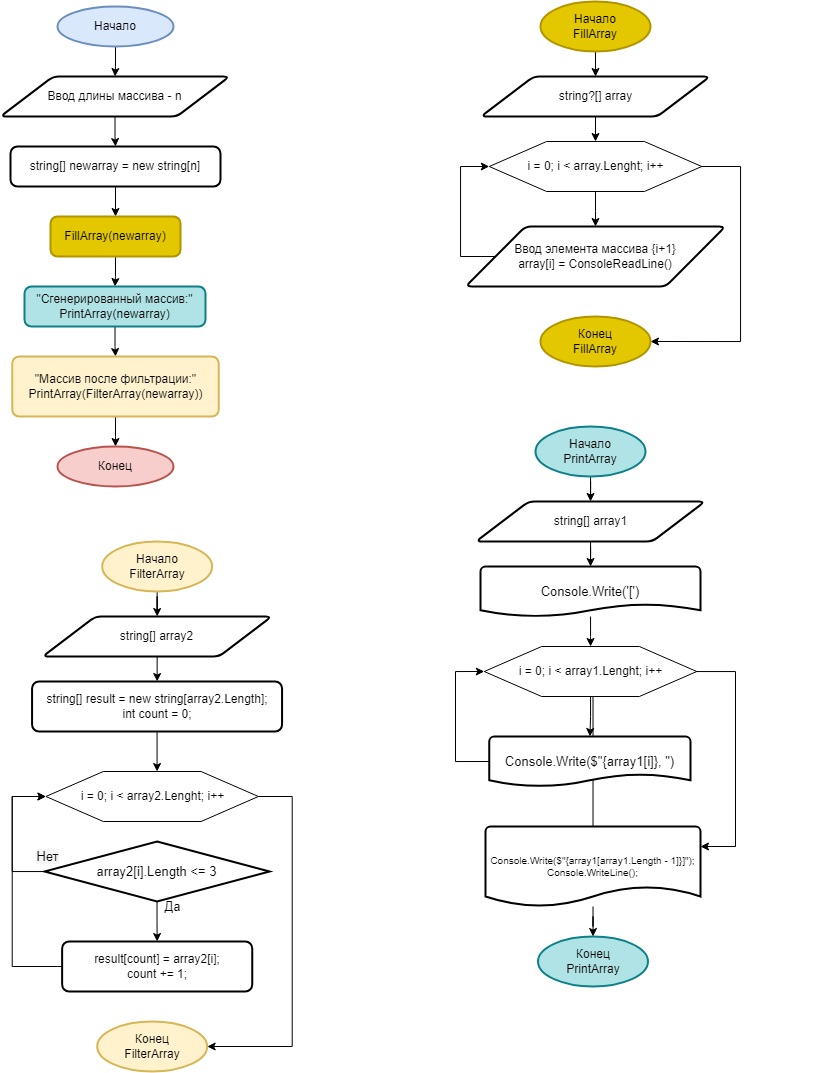 Начало
Ввод длины массива - n
string[] newarray = new string[n]
FillArray(newarray)
"Сгенерированный массив:"
PrintArray(newarray)
"Массив после фильтрации:"
PrintArray(FilterArray(newarray))
Конец
Начало
FillArray
string?[] array
i = 0; i < array.Lenght; i++
Ввод элемента массива {i+1}
array[i] = ConsoleReadLine()
Конец
FillArray
Начало
PrintArray
string[] array1
Console.Write('[')
i = 0; i < array1.Lenght; i++
Console.Write($"{array1[i]}, ")
Console.Write($"{array1[array1.Length - 1]}]");
Console.WriteLine();
Конец
PrintArray
Начало
FilterArray
string[] array2
string[] result = new string[array2.Length];
int count = 0;
i = 0; i < array2.Lenght; i++
Нет
array2[i].Length <= 3
Да
result[count] = array2[i];
count += 1;
Конец
FilterArray